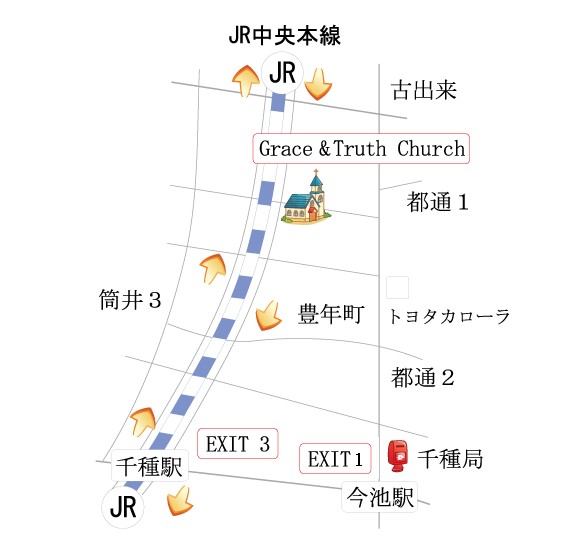 JR中央本線
JR
古出来
Grace & Truth Church
都通1
筒井3
豊年町
トヨタカローラ
都通2
EXIT 3
EXIT1
千種局
千種駅
今池駅
JR